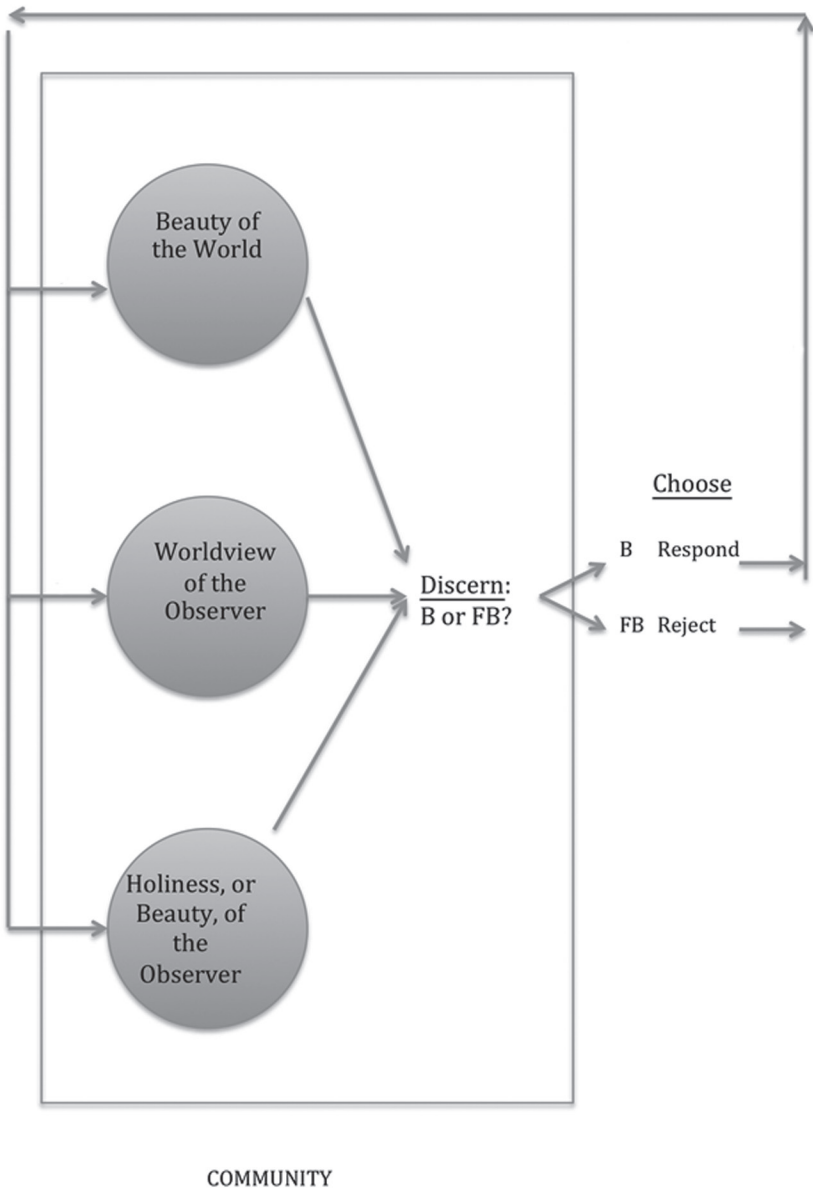 Beauty of
the World
Worldview
of the
Observer
Holiness, or
Beauty, of
the
Observer
Discern:
B or FB?
Choose
B Respond
FB Reject
COMMUNITY